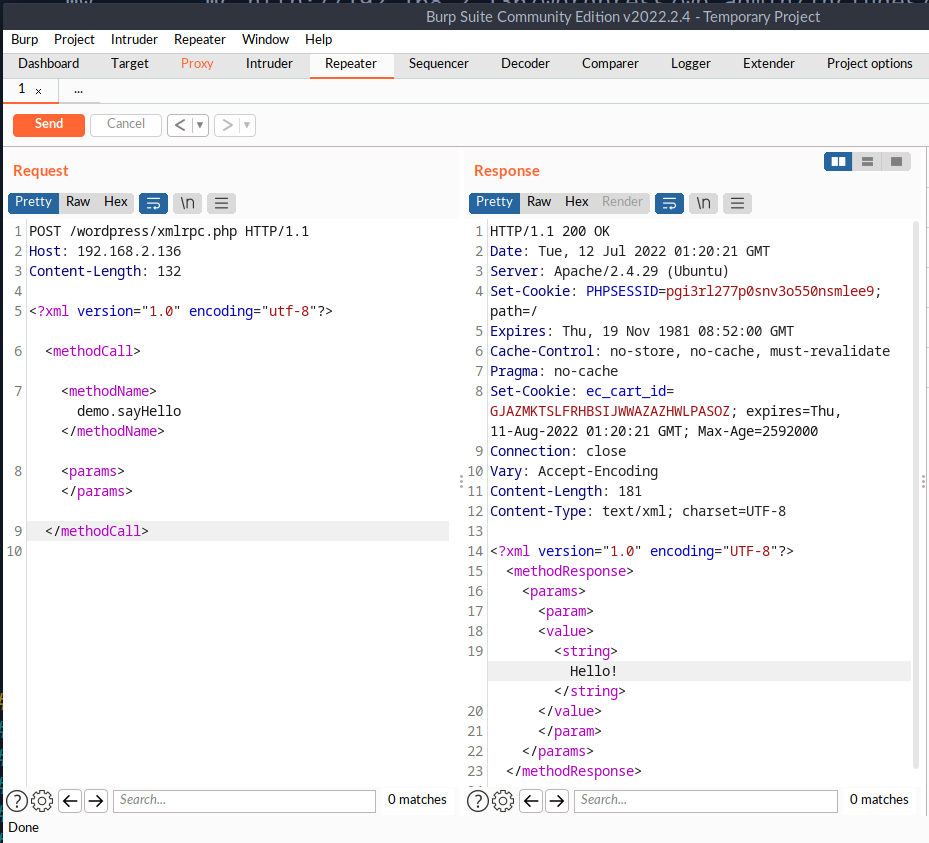 Burp Suite Community Edition v2022.2.4 - Temporary Project
Burp Project Intruder Repeater Window Help
Dashboard Target Proxy Intruder Repeater Sequencer Decoder Comparer Logger Extender Project options
1 × ...
Send Cancel < ▼ > ▼
Request
Pretty Raw Hex \n
1 POST /wordpress/xmlrpc.php HTTP/1.1
2 Host: 192.168.2.136
3 Content-Length: 132
4
5 <?xml version="1.0" encoding="utf-8"?>
6 <methodCall>
7 <methodName>
demo.sayHello
</methodName>
8 <params>
</params>
9 </methodCall>
10
Search...
0 matches
Response
Pretty Raw Hex Render \n
1 HTTP/1.1 200 OK
2 Date: Tue, 12 Jul 2022 01:20:21 GMT
3 Server: Apache/2.4.29 (Ubuntu)
4 Set-Cookie: PHPSESSID=pgi3rl277p0snv3o550nsmlee9;
path=/
5 Expires: Thu, 19 Nov 1981 08:52:00 GMT
6 Cache-Control: no-store, no-cache, must-revalidate
7 Pragma: no-cache
8 Set-Cookie: ec_cart_id=
GJAZMKTSLFRHBSIJWWAZAZHWLPASOZ; expires=Thu,
11-Aug-2022 01:20:21 GMT; Max-Age=2592000
9 Connection: close
10 Vary: Accept-Encoding
11 Content-Length: 181
12 Content-Type: text/xml; charset=UTF-8
13
14 <?xml version="1.0" encoding="UTF-8"?>
15 <methodResponse>
16 <params>
17 <param>
18 <value>
19 <string>
Hello!
</string>
20 </value>
21 </param>
22 </params>
23 </methodResponse>
Search...
0 matches
Done